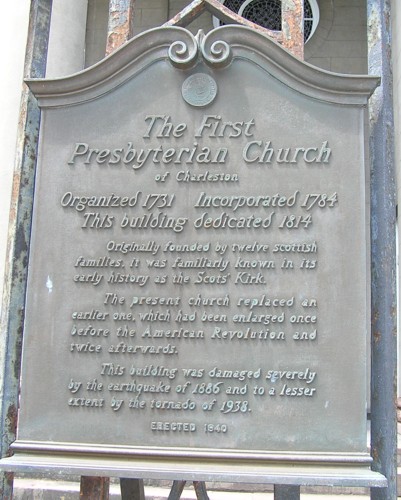 The First
Presbyterian Church
of Charleston
Organized 1731 Incorporated 1784
This building dedicated 1814
Originally founded by twelve scottish
families, it was familiarly known in its
early history as the Scots' Kirk.
The present church replaced an
earlier one, which had been enlarged once
before the American Revolution and
twice afterwards.
This building was damaged severely
by the earthquake of 1886 and to a lesser
extent by the tornado of 1938.
ERECTED 1940